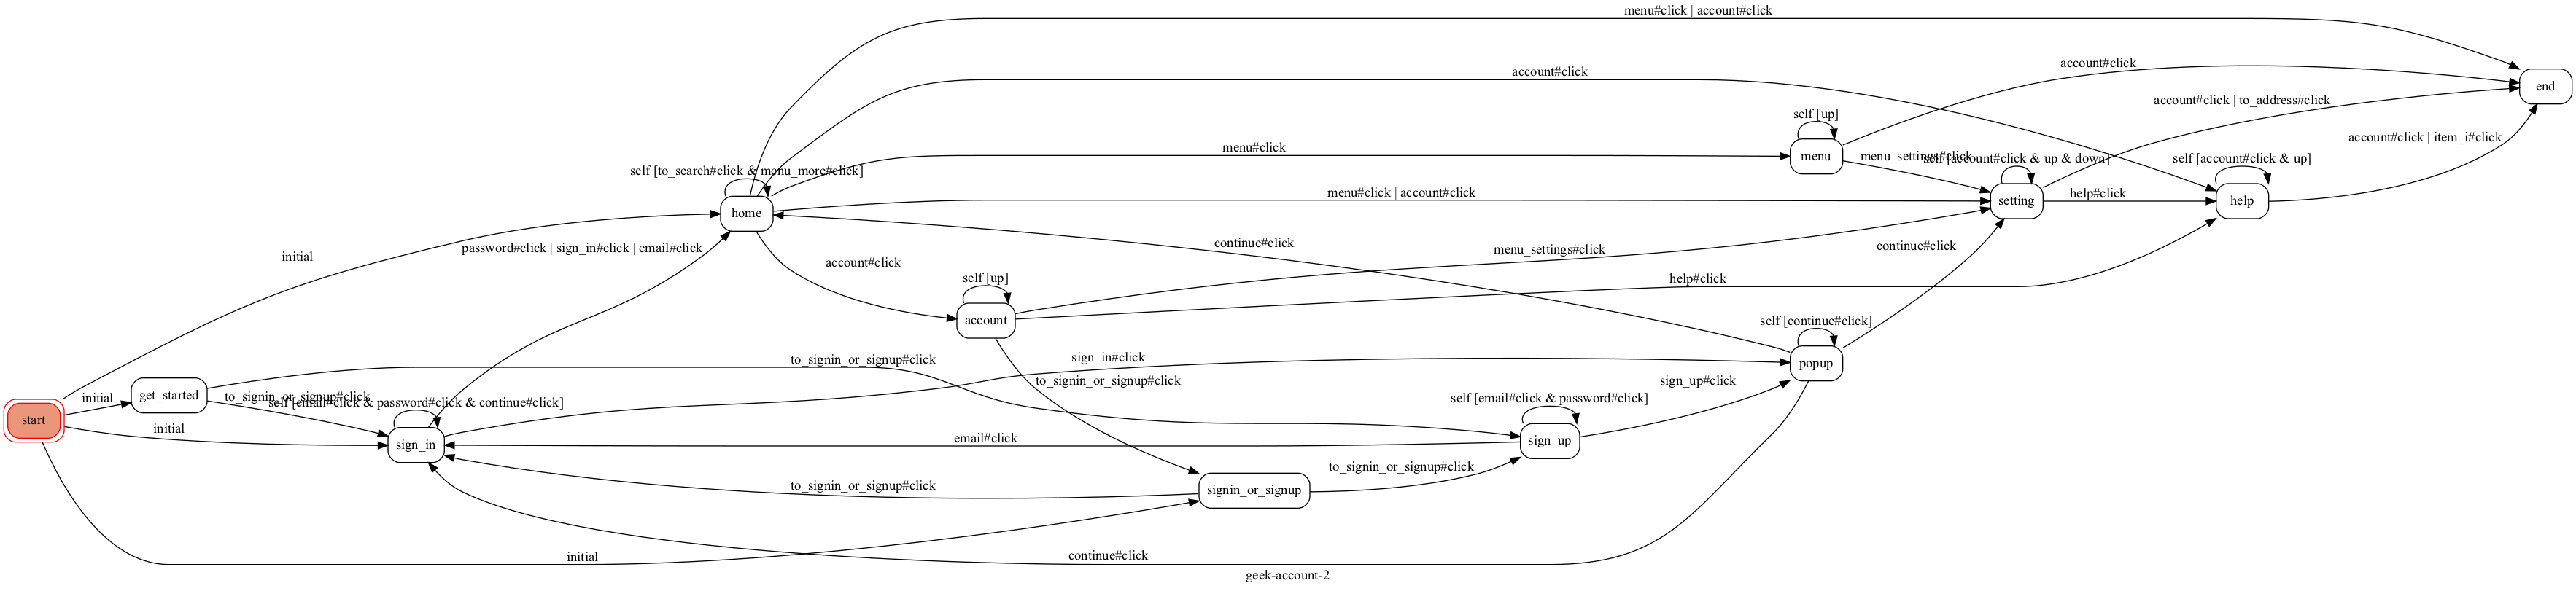 menu#click | account#click
account#click
account#click
end
account#click | to_address#click
self [up]
account#click | item_i#click
menu#click
menu
menu_settings#click
self [account#click & up & down]
self [account#click & up]
self [to_search#click & menu_more#click]
menu#click | account#click
help#click
setting
help
home
password#click | sign_in#click | email#click
continue#click
menu_settings#click
continue#click
initial
account#click
self [up]
help#click
account
self [continue#click]
to_signin_or_signup#click
sign_in#click
popup
to_signin_or_signup#click
sign_up#click
get_started
initial
to_signin_or_signup#click
self [email#click & password#click & continue#click]
self [email#click & password#click]
start
initial
sign_in
email#click
sign_up
to_signin_or_signup#click
to_signin_or_signup#click
signin_or_signup
initial
continue#click
geek-account-2